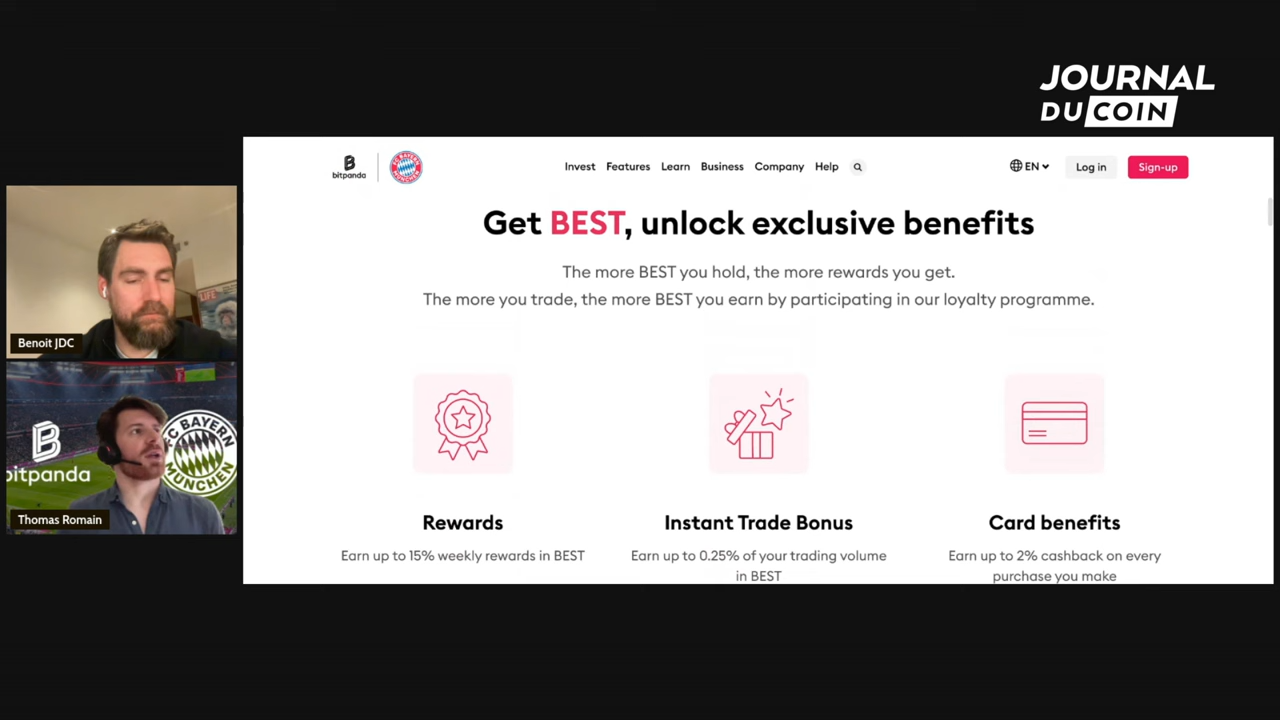 JOURNAL
DU COIN
bitpanda
FC BAYERN
MÜNCHEN
Invest Features Learn Business Company Help
EN
Log in
Sign-up
Get BEST, unlock exclusive benefits
The more BEST you hold, the more rewards you get.
The more you trade, the more BEST you earn by participating in our loyalty programme.
Rewards
Earn up to 15% weekly rewards in BEST
Instant Trade Bonus
Earn up to 0.25% of your trading volume
in BEST
Card benefits
Earn up to 2% cashback on every
purchase you make
LIFE
Benoit JDC
bitpanda
FC BAYERN
MÜNCHEN
Thomas Romain